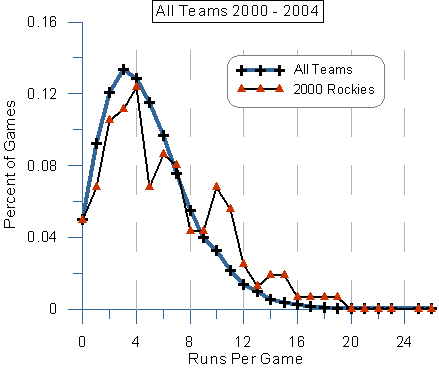 All Teams 2000 - 2004
All Teams
2000 Rockies
Percent of Games
0.16
0.12
0.08
0.04
0
0 4 8 12 16 20 24
Runs Per Game